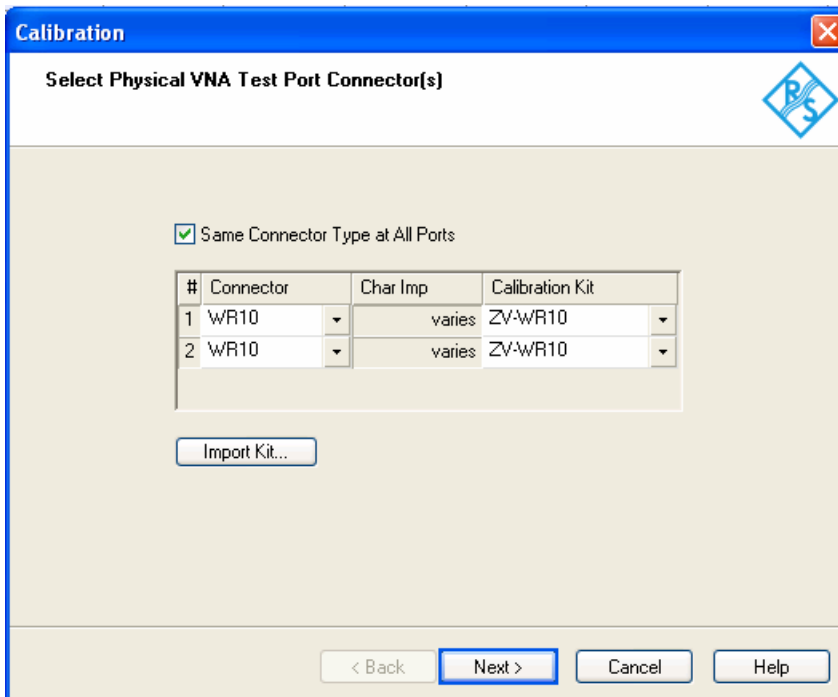 Calibration
Select Physical VNA Test Port Connector(s)
R S
Same Connector Type at All Ports
# Connector Char Imp Calibration Kit
1 WR10 varies ZV-WR10
2 WR10 varies ZV-WR10
Import Kit...
< Back Next > Cancel Help